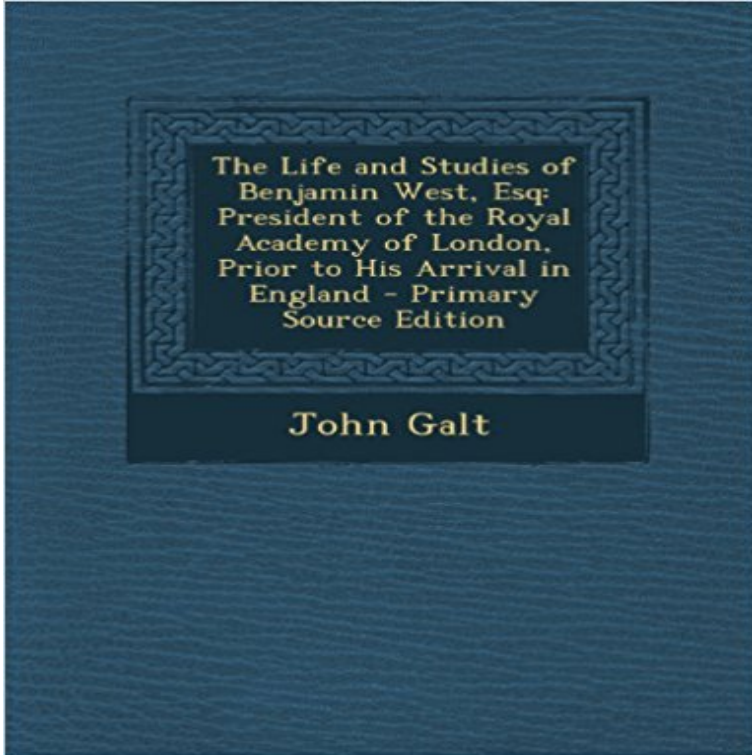 The Life and Studies of
Benjamin West, Esq:
President of the Royal
Academy of London,
Prior to His Arrival in
England - Primary
Source Edition
John Galt